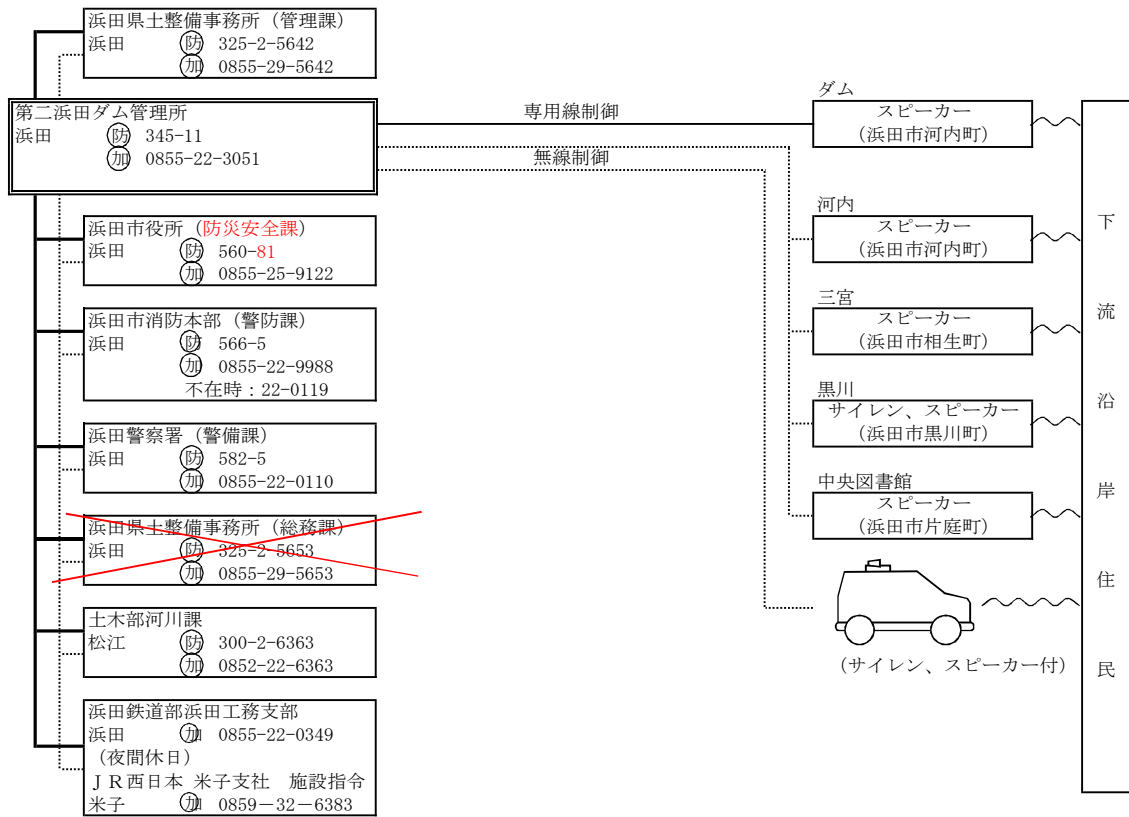 浜田県土整備事務所（管理課）
浜田 防 325-2-5642
加 0855-29-5642
第二浜田ダム管理所
浜田 防 345-11
加 0855-22-3051
浜田市役所（防災安全課）
浜田 防 560-81
加 0855-25-9122
浜田市消防本部（警防課）
浜田 防 566-5
加 0855-22-9988
不在時：22-0119
浜田警察署（警備課）
浜田 防 582-5
加 0855-22-0110
浜田県土整備事務所（総務課）
浜田 防 325-2-5653
加 0855-29-5653
土木部河川課
松江 防 300-2-6363
加 0852-22-6363
浜田鉄道部浜田工務支部
浜田 加 0855-22-0349
（夜間休日）
ＪＲ西日本 米子支社　施設指令
米子 加 0859－32－6383
専用線制御
無線制御
ダム
スピーカー
（浜田市河内町）
河内
スピーカー
（浜田市河内町）
三宮
スピーカー
（浜田市相生町）
黒川
サイレン、スピーカー
（浜田市黒川町）
中央図書館
スピーカー
（浜田市片庭町）
（サイレン、スピーカー付）
下流沿岸住民